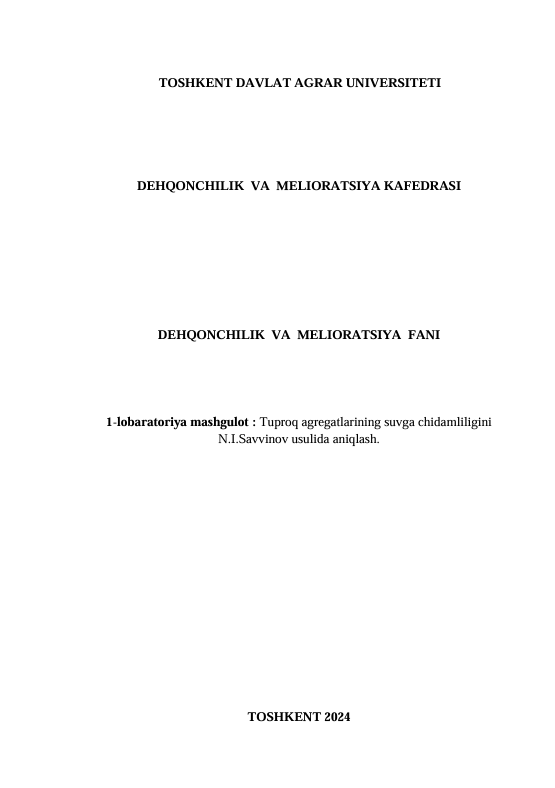 TOSHKENT DAVLAT AGRAR UNIVERSITETI
DEHQONCHILIK VA MELIORATSIYA KAFEDRASI
DEHQONCHILIK VA MELIORATSIYA FANI
1-lobaratoriya mashgulot : Tuproq agregatlarining suvga chidamliligini
N.I.Savvinov usulida aniqlash.
TOSHKENT 2024